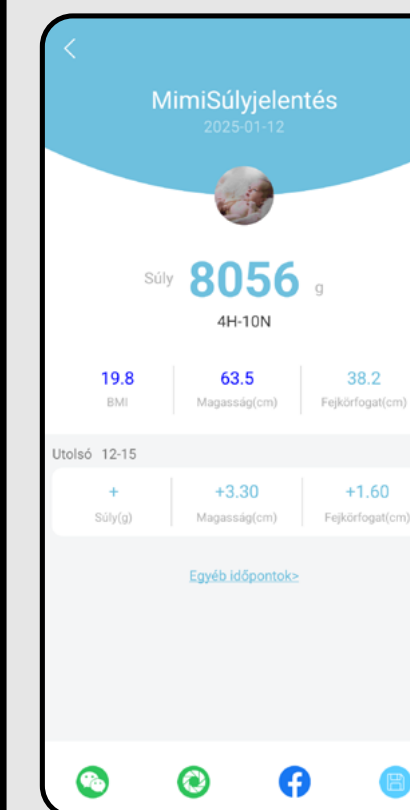 MimiSúlyjelentés
2025-01-12
Súly 8056 g
4H-10N
19.8 63.5 38.2
BMI Magasság(cm) Fejkörfogat(cm)
Utolsó 12-15
+ +3.30 +1.60
Súly(g) Magasság(cm) Fejkörfogat(cm)
Egyéb időpontok>